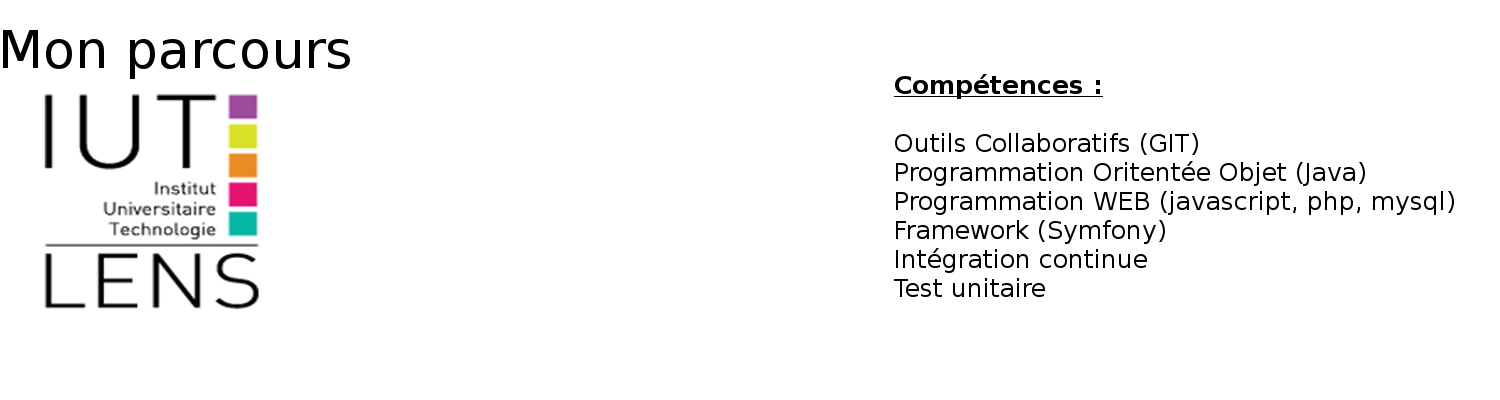 Mon parcours
IUT
Institut
Universitaire
Technologie
LENS
Compétences :
Outils Collaboratifs (GIT)
Programmation Oritentée Objet (Java)
Programmation WEB (javascript, php, mysql)
Framework (Symfony)
Intégration continue
Test unitaire